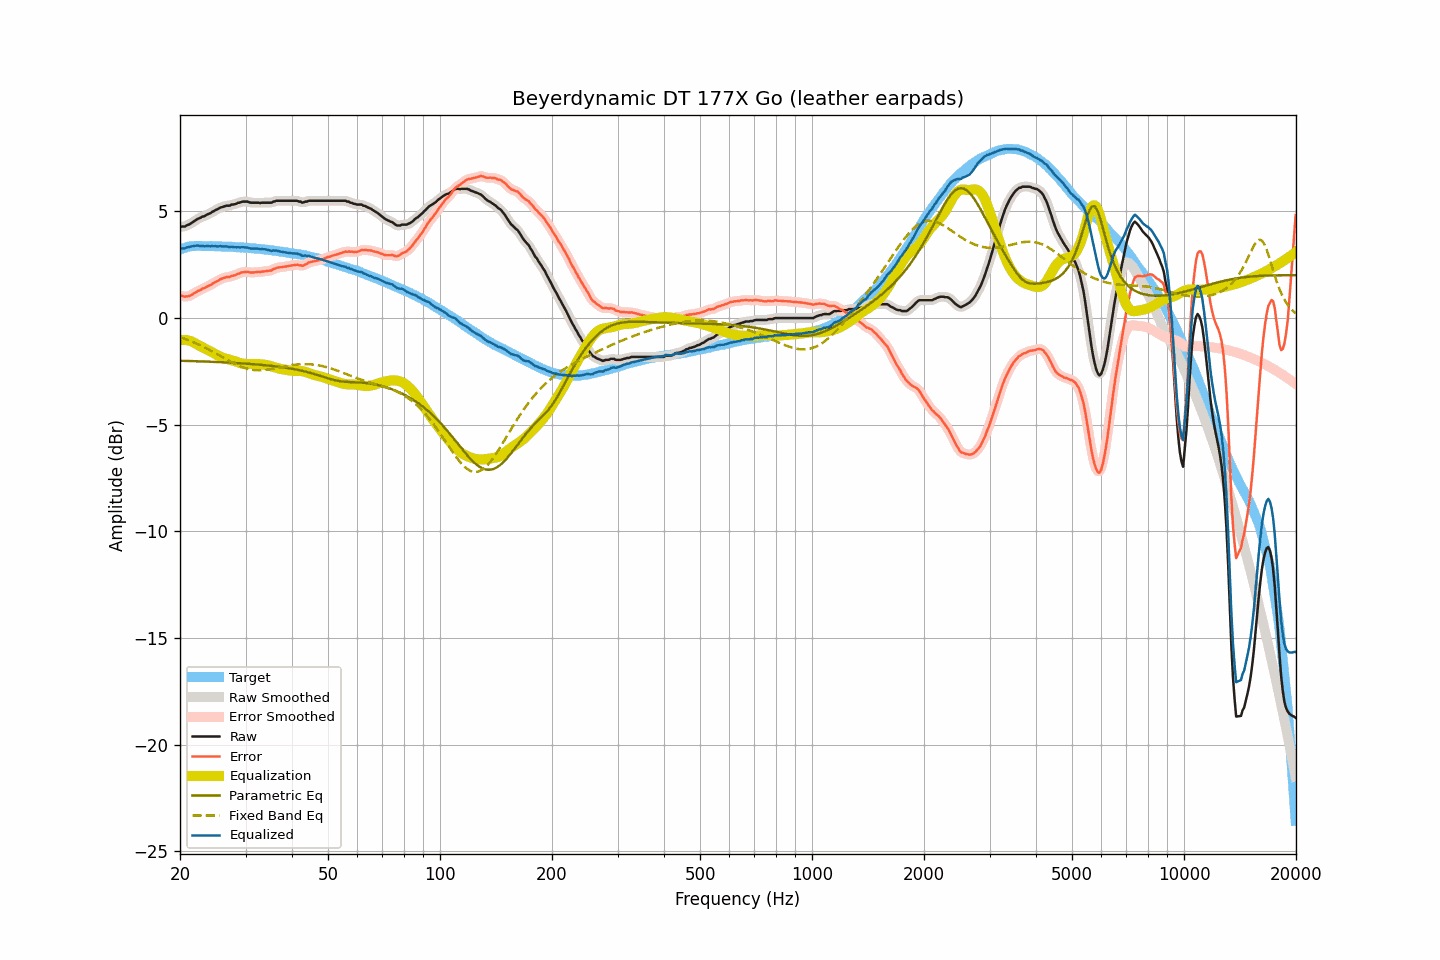 Beyerdynamic DT 177X Go (leather earpads)
5
0
−5
−10
−15
−20
−25
Amplitude (dBr)
Target
Raw Smoothed
Error Smoothed
Raw
Error
Equalization
Parametric Eq
Fixed Band Eq
Equalized
20 50 100 200 500 1000 2000 5000 10000 20000
Frequency (Hz)